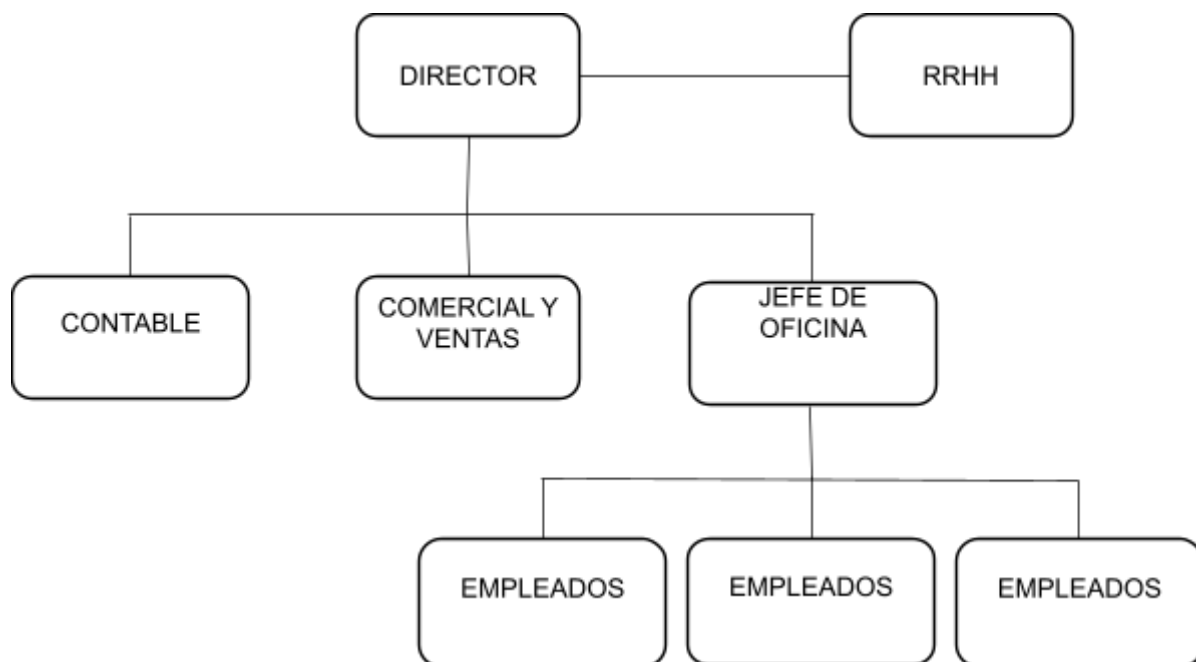 DIRECTOR
RRHH
CONTABLE
COMERCIAL Y
VENTAS
JEFE DE
OFICINA
EMPLEADOS
EMPLEADOS
EMPLEADOS